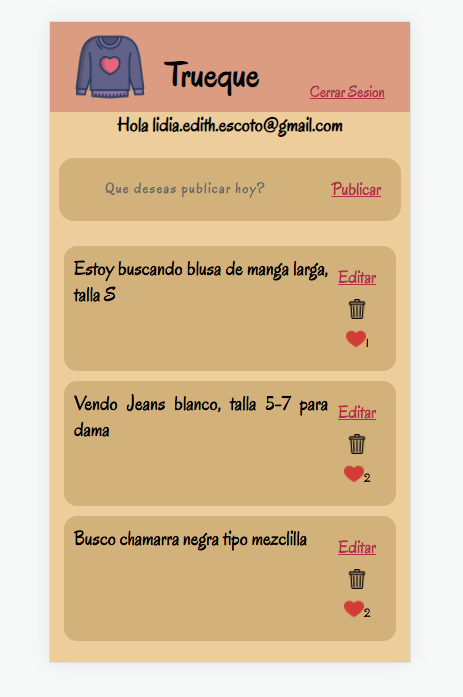 Trueque
Cerrar Sesion
Hola lidia.edith.escoto@gmail.com
Que deseas publicar hoy?
Publicar
Estoy buscando blusa de manga larga,
talla S
Editar
1
Vendo Jeans blanco, talla 5-7 para
dama
Editar
2
Busco chamarra negra tipo mezclilla
Editar
2